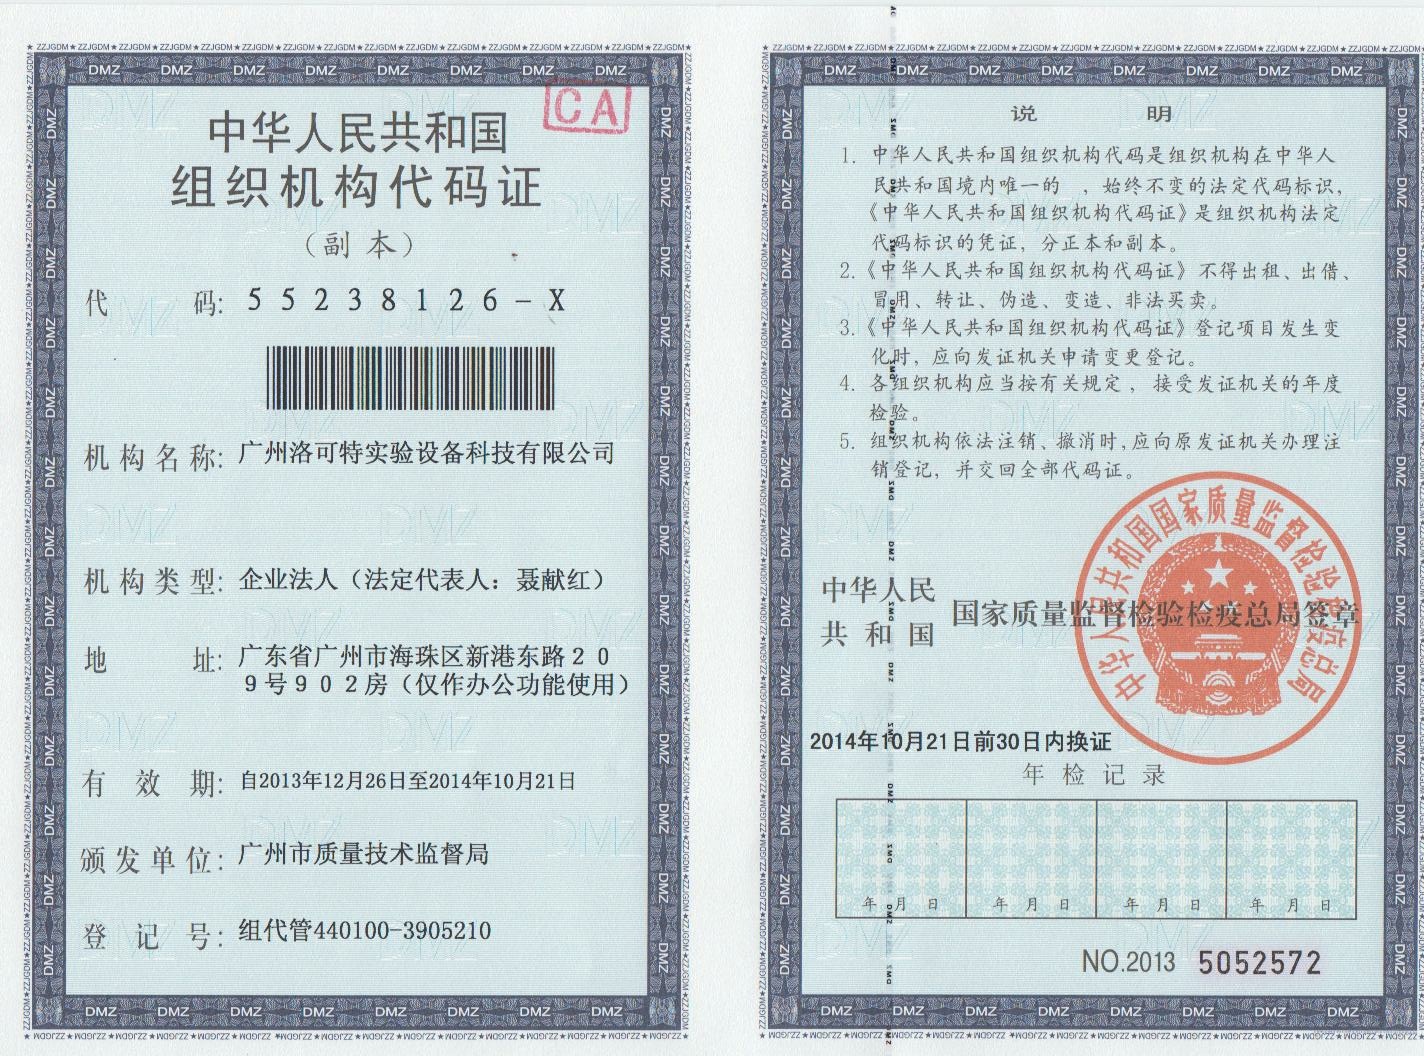 CA
中华人民共和国
组织机构代码证
（副本）
代 码: 55238126-X
机构名称: 广州洛可特实验设备科技有限公司
机构类型: 企业法人（法定代表人：聂献红）
地 址: 广东省广州市海珠区新港东路20
9号902房（仅作办公功能使用）
有 效 期: 自2013年12月26日至2014年10月21日
颁发单位: 广州市质量技术监督局
登 记 号: 组代管440100-3905210
说 明
1. 中华人民共和国组织机构代码是组织机构在中华人
民共和国境内唯一的 ，始终不变的法定代码标识，
《中华人民共和国组织机构代码证》是组织机构法定
代码标识的凭证，分正本和副本。
2.《中华人民共和国组织机构代码证》不得出租、出借、
冒用、转让、伪造、变造、非法买卖。
3.《中华人民共和国组织机构代码证》登记项目发生变
化时，应向发证机关申请变更登记。
4. 各组织机构应当按有关规定，接受发证机关的年度
检验。
5. 组织机构依法注销、撤消时,应向原发证机关办理注
销登记，并交回全部代码证。
中华人民共和国国家质量监督检验检疫总局
中华人民
共和国
国家质量监督检验检疫总局签章
2014年10月21日前30日内换证
年检记录
年 月 日 年 月 日 年 月 日 年 月 日
NO.2013 5052572